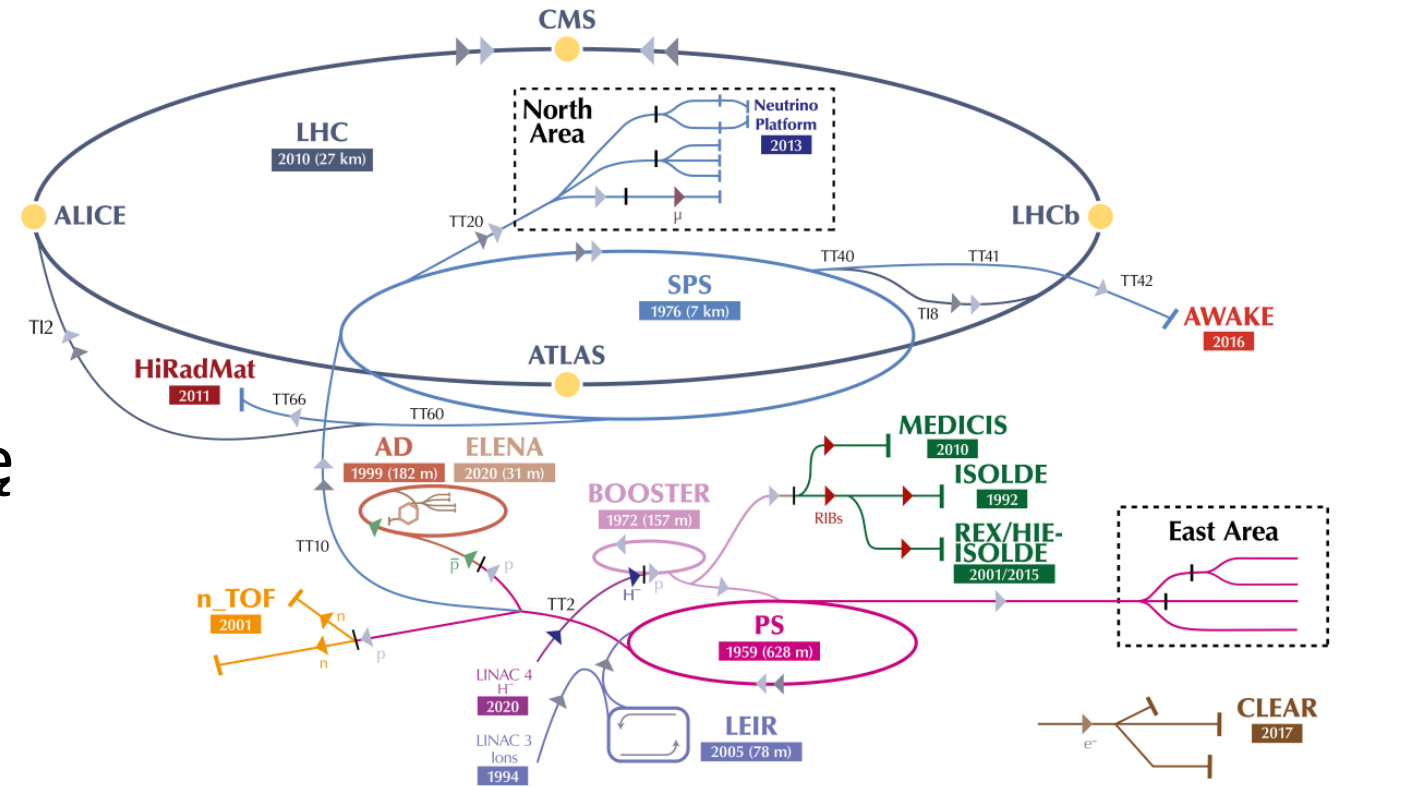 CMS
North
Area
Neutrino
Platform
2013
LHC
2010 (27 km)
µ
ALICE
LHCb
TT20
TT40
TT41
TT42
SPS
1976 (7 km)
TI8
TI2
AWAKE
2016
ATLAS
HiRadMat
2011
TT66
TT60
AD
1999 (182 m)
ELENA
2020 (31 m)
MEDICIS
2010
ISOLDE
1992
RIBs
REX/HIE-
ISOLDE
2001/2015
BOOSTER
1972 (157 m)
East Area
TT10
p̅
p
H⁻
p
n_TOF
2001
n
n
p
TT2
PS
1959 (628 m)
LINAC 4
H⁻
2020
LINAC 3
Ions
1994
LEIR
2005 (78 m)
CLEAR
2017
e⁻